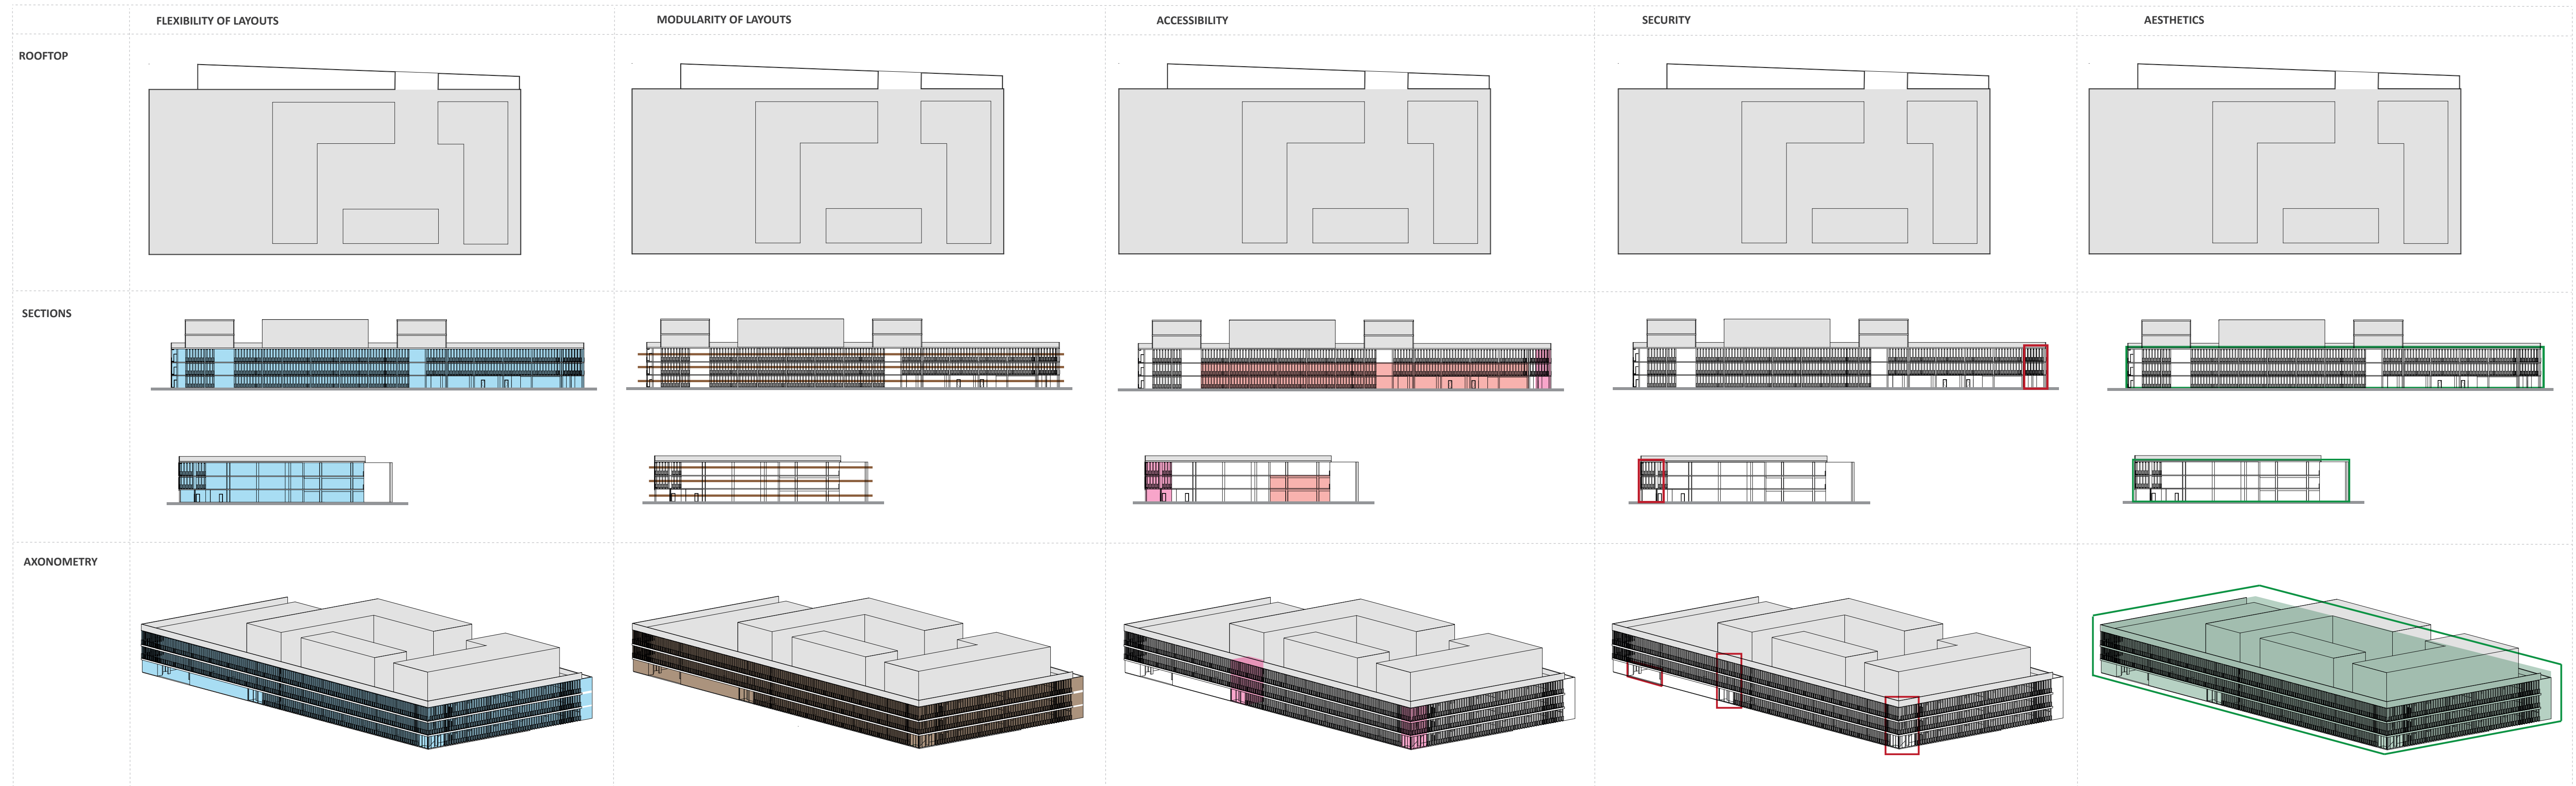 FLEXIBILITY OF LAYOUTS
MODULARITY OF LAYOUTS
ACCESSIBILITY
SECURITY
AESTHETICS
ROOFTOP
SECTIONS
AXONOMETRY